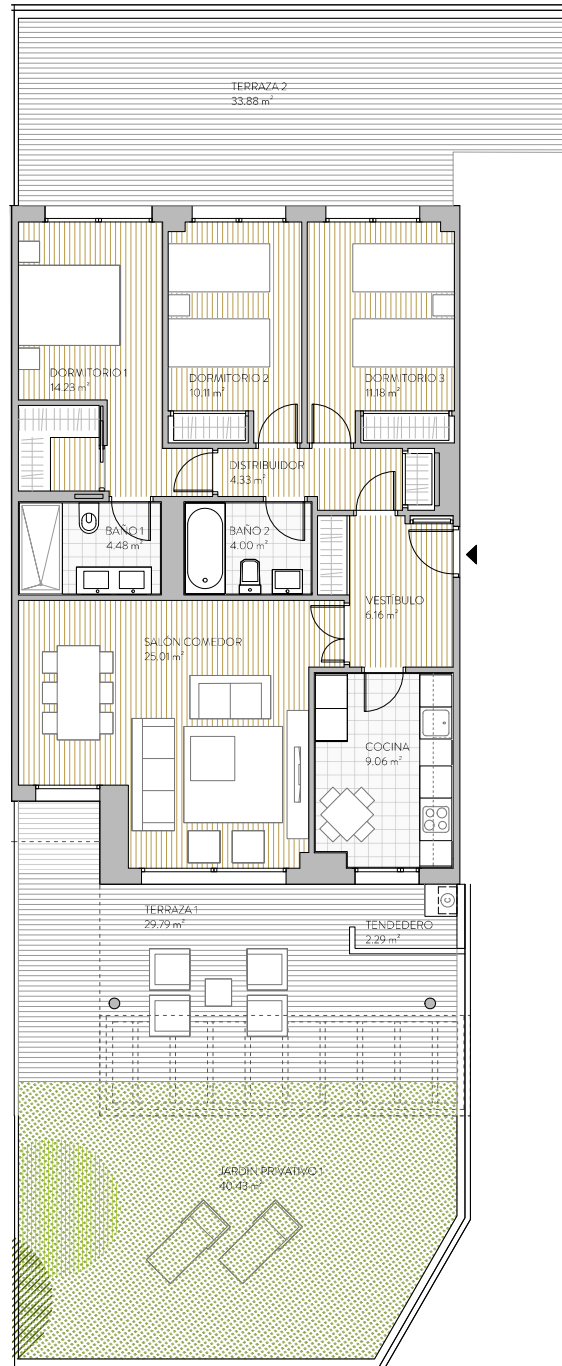 TERRAZA 2
33.88 m²
DORMITORIO 1
14.23 m²
DORMITORIO 2
10.11 m²
DORMITORIO 3
11.18 m²
DISTRIBUIDOR
4.33 m²
BAÑO 1
4.48 m²
BAÑO 2
4.00 m²
VESTÍBULO
6.16 m²
SALÓN COMEDOR
25.01 m²
COCINA
9.06 m²
TERRAZA 1
29.79 m²
TENDEDERO
2.29 m²
C
JARDÍN PRIVATIVO 1
40.43 m²